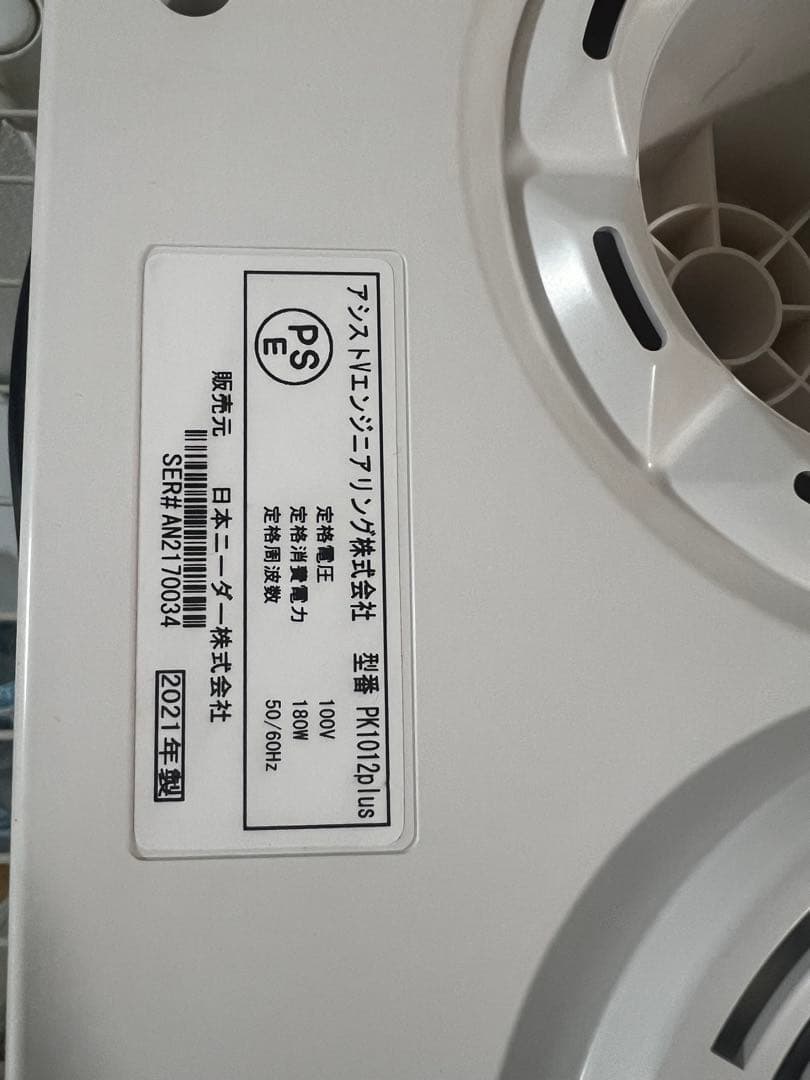 アシストVエンジニアリング株式会社 型番 PK1012plus
PS
E
定格電圧 100V
定格消費電力 180W
定格周波数 50/60Hz
販売元 日本ニーダー株式会社
SER# AN2170034
2021年製